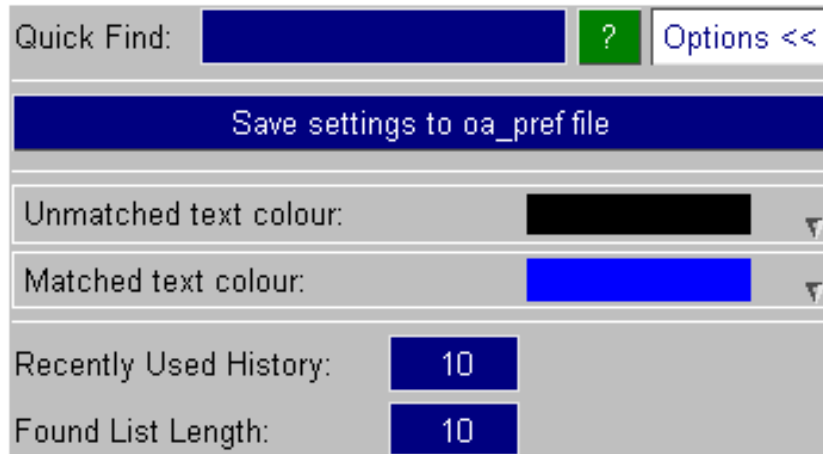 Quick Find: ? Options <<
Save settings to oa_pref file
Unmatched text colour:
Matched text colour:
Recently Used History: 10
Found List Length: 10